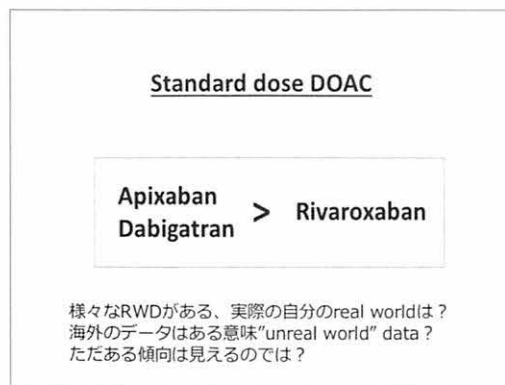 Standard dose DOAC
Apixaban
Dabigatran
>
Rivaroxaban
様々なRWDがある、実際の自分のreal worldは？
海外のデータはある意味"unreal world" data？
ただある傾向は見えるのでは？